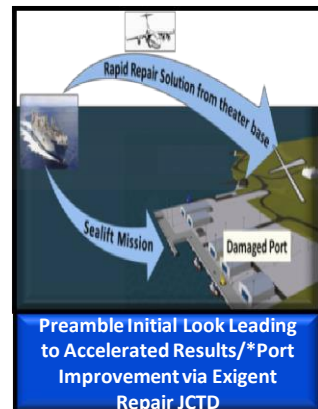 Rapid Repair Solution from theater base
Sealift Mission
Damaged Port
Preamble Initial Look Leading
to Accelerated Results/*Port
Improvement via Exigent
Repair JCTD